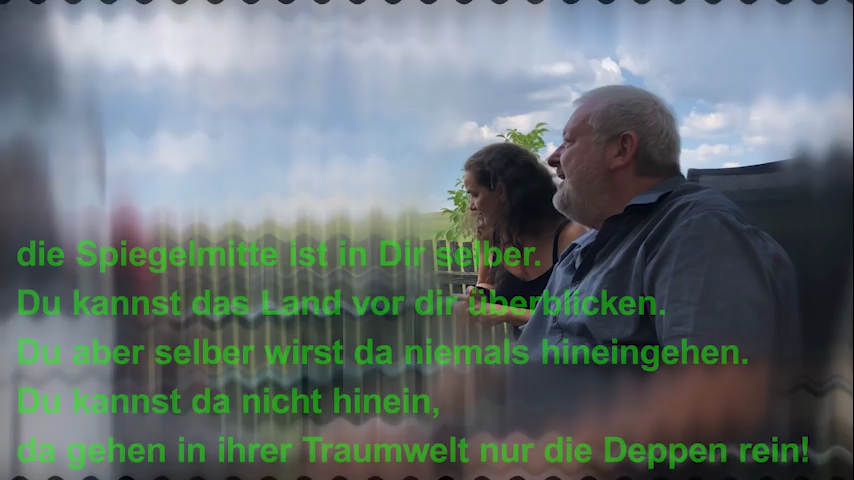 die Spiegelmitte ist in Dir selber.
Du kannst das Land vor dir überblicken.
Du aber selber wirst da niemals hineingehen.
Du kannst da nicht hinein,
da gehen in ihrer Traumwelt nur die Deppen rein!